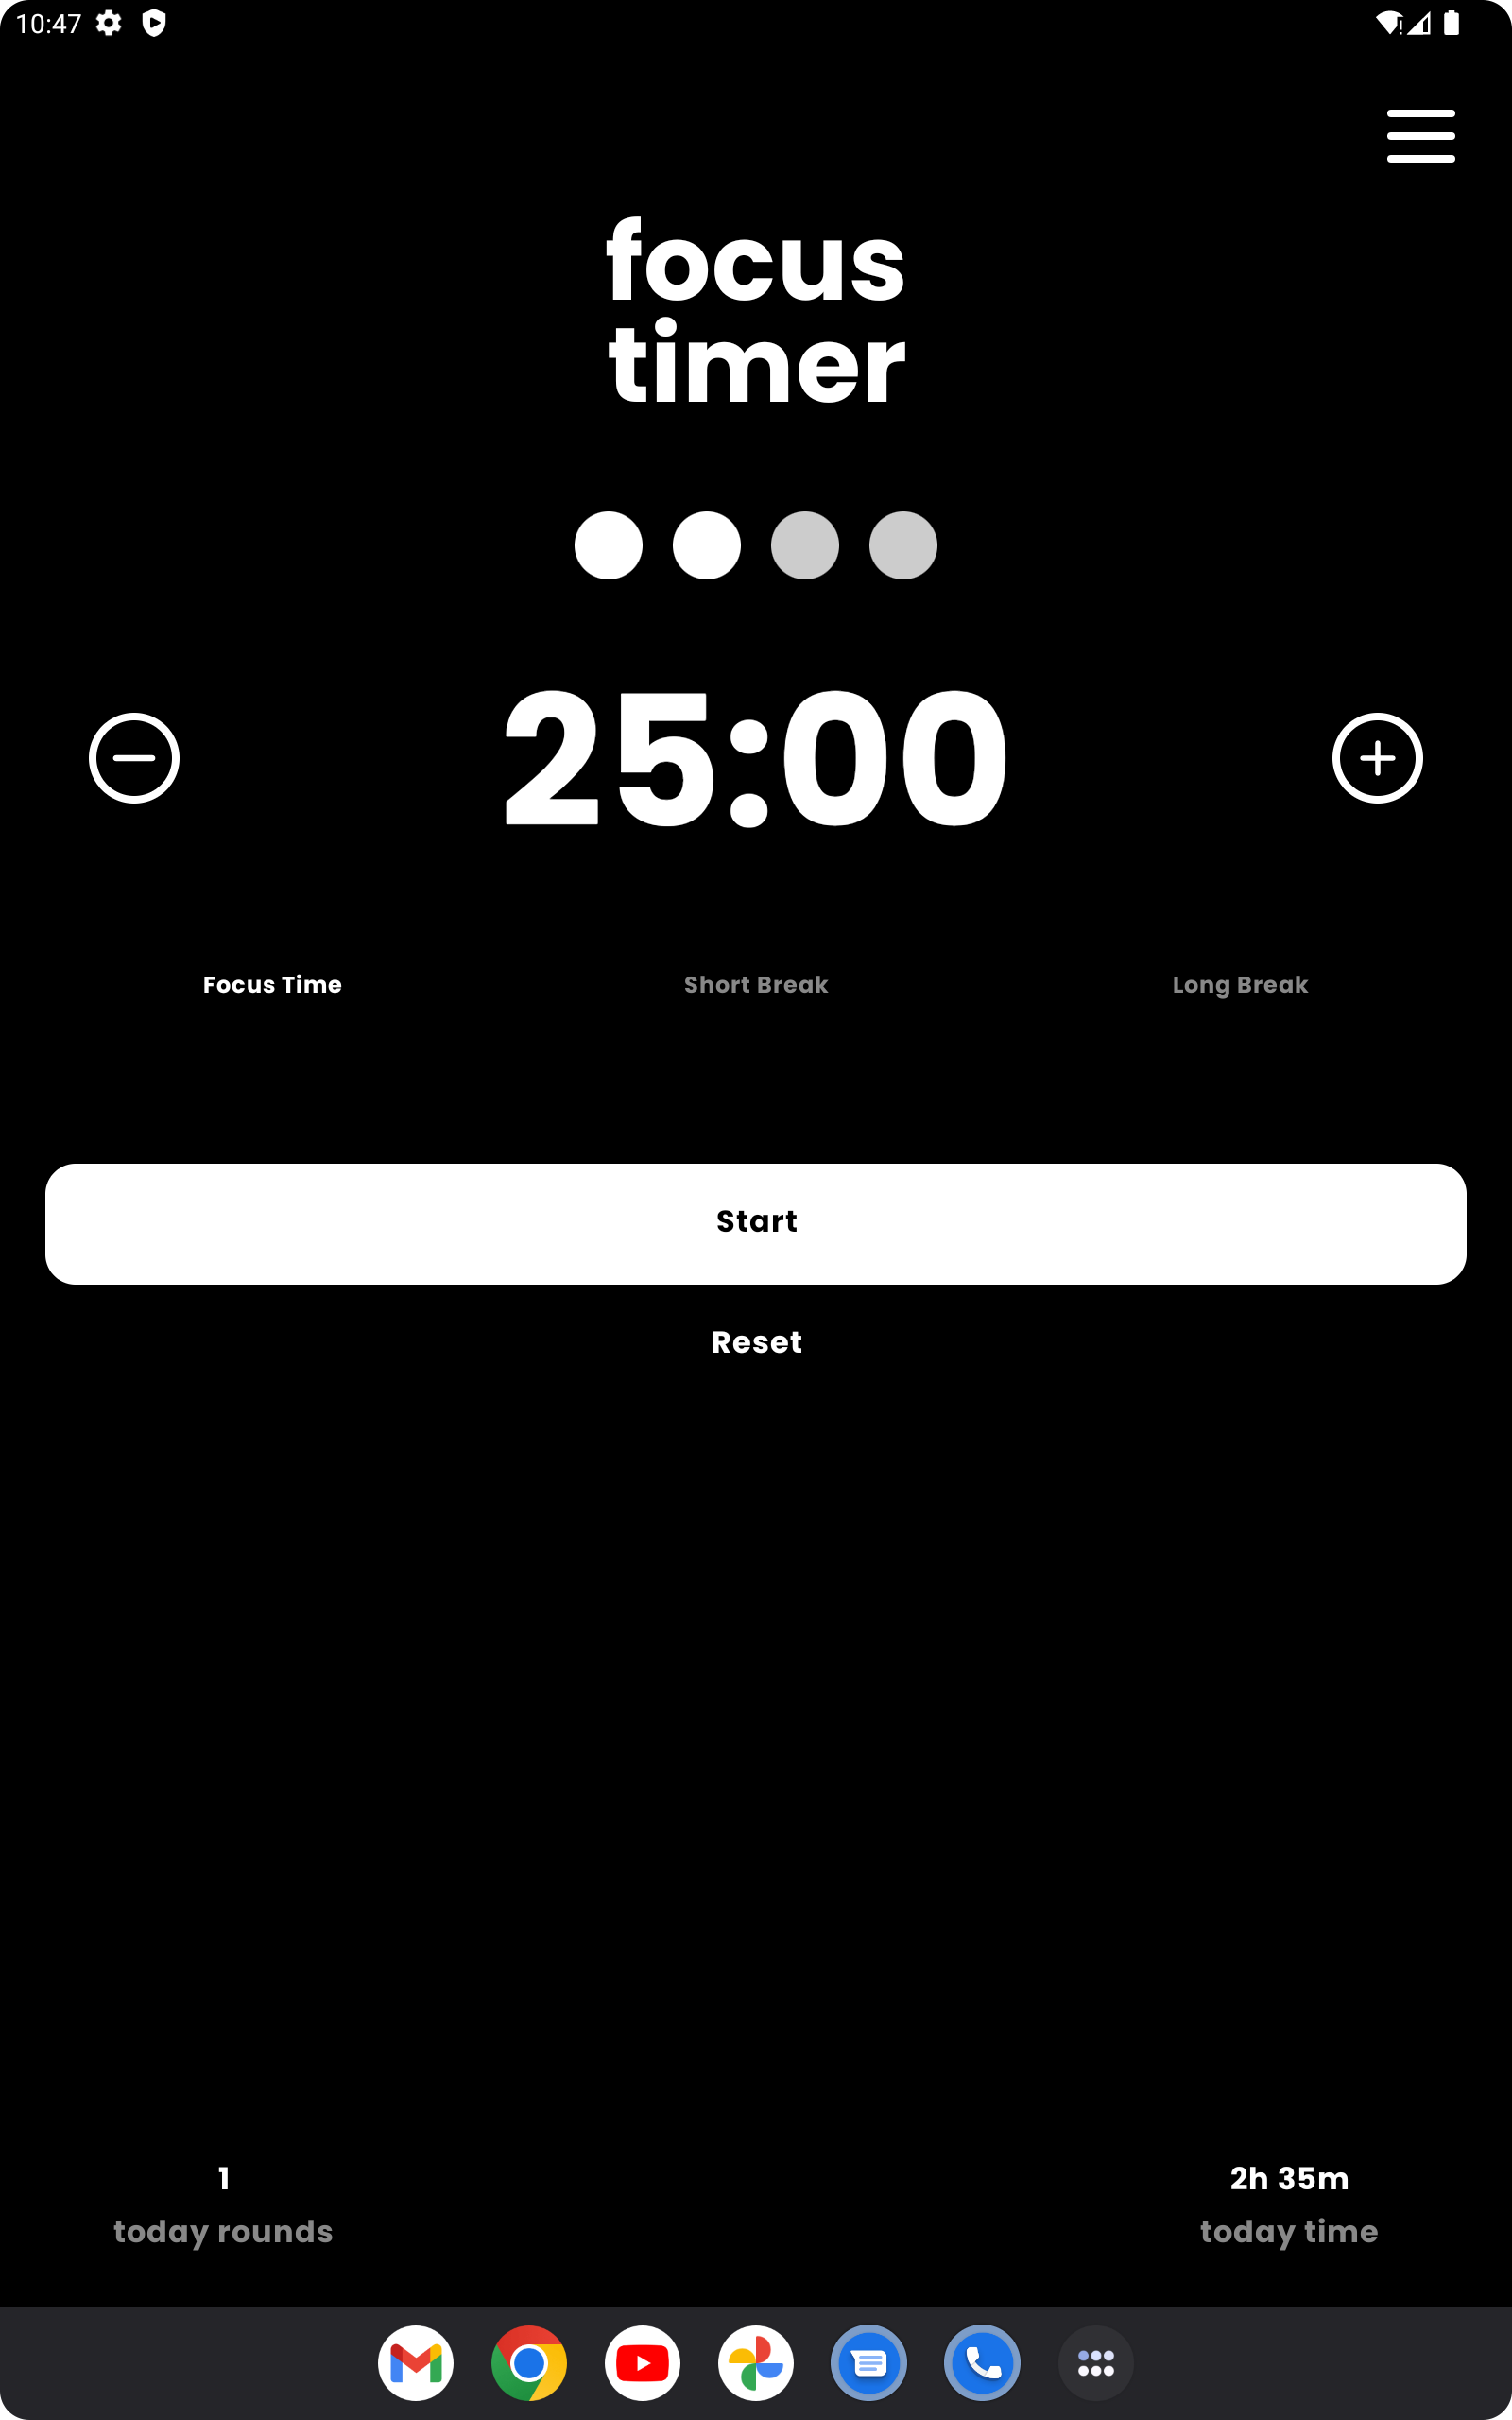 10:47
focus
timer
25:00
Focus Time
Short Break
Long Break
Start
Reset
1
2h 35m
today rounds
today time